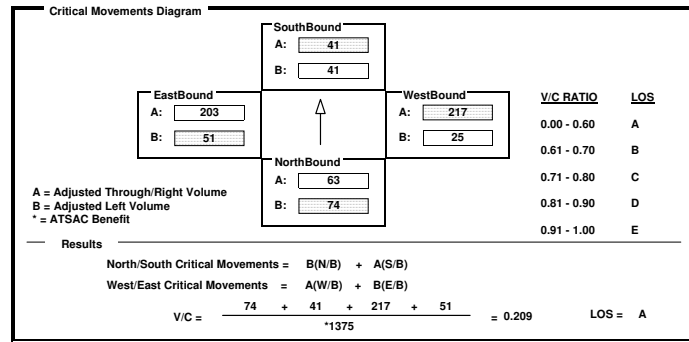 Critical Movements Diagram
SouthBound
A: 41
B: 41
EastBound
A: 203
B: 51
WestBound
A: 217
B: 25
NorthBound
A: 63
B: 74
V/C RATIO LOS
0.00 - 0.60 A
0.61 - 0.70 B
0.71 - 0.80 C
0.81 - 0.90 D
0.91 - 1.00 E
A = Adjusted Through/Right Volume
B = Adjusted Left Volume
* = ATSAC Benefit
Results
North/South Critical Movements = B(N/B) + A(S/B)
West/East Critical Movements = A(W/B) + B(E/B)
74 + 41 + 217 + 51
V/C = = 0.209 LOS = A
*1375